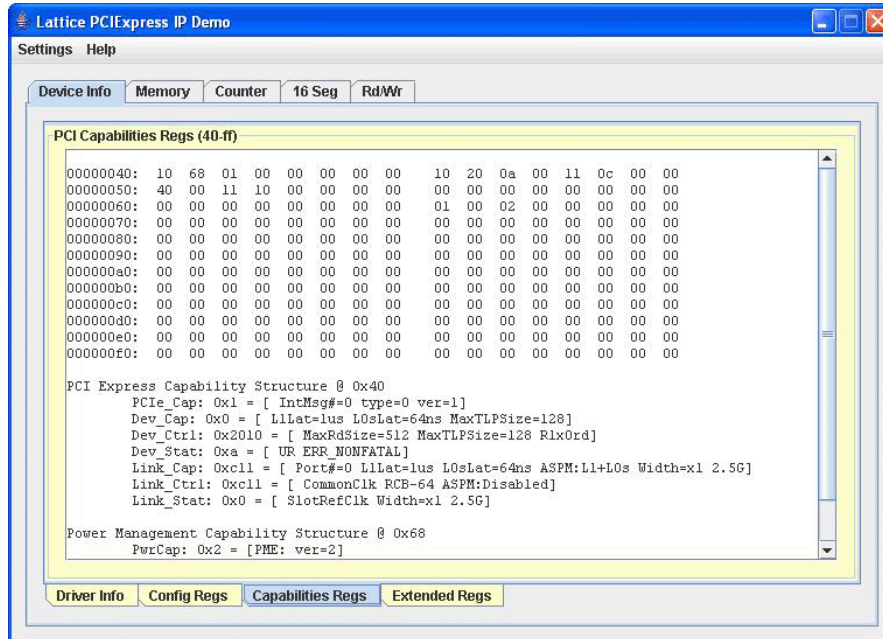 Lattice PCIExpress IP Demo
Settings Help
Device Info Memory Counter 16 Seg Rd/Wr
PCI Capabilities Regs (40-ff)
00000040: 10 68 01 00 00 00 00 00 10 20 0a 00 11 0c 00 00
00000050: 40 00 11 10 00 00 00 00 00 00 00 00 00 00 00 00
00000060: 00 00 00 00 00 00 00 00 01 00 02 00 00 00 00 00
00000070: 00 00 00 00 00 00 00 00 00 00 00 00 00 00 00 00
00000080: 00 00 00 00 00 00 00 00 00 00 00 00 00 00 00 00
00000090: 00 00 00 00 00 00 00 00 00 00 00 00 00 00 00 00
000000a0: 00 00 00 00 00 00 00 00 00 00 00 00 00 00 00 00
000000b0: 00 00 00 00 00 00 00 00 00 00 00 00 00 00 00 00
000000c0: 00 00 00 00 00 00 00 00 00 00 00 00 00 00 00 00
000000d0: 00 00 00 00 00 00 00 00 00 00 00 00 00 00 00 00
000000e0: 00 00 00 00 00 00 00 00 00 00 00 00 00 00 00 00
000000f0: 00 00 00 00 00 00 00 00 00 00 00 00 00 00 00 00
PCI Express Capability Structure @ 0x40
PCIe_Cap: 0x1 = [ IntMsg#=0 type=0 ver=1]
Dev_Cap: 0x0 = [ L1Lat=1us L0sLat=64ns MaxTLPSize=128]
Dev_Ctrl: 0x2010 = [ MaxRdSize=512 MaxTLPSize=128 RlxOrd]
Dev_Stat: 0xa = [ UR ERR_NONFATAL]
Link_Cap: 0xc11 = [ Port#=0 L1Lat=1us L0sLat=64ns ASPM:L1+L0s Width=x1 2.5G]
Link_Ctrl: 0xc11 = [ CommonClk RCB-64 ASPM:Disabled]
Link_Stat: 0x0 = [ SlotRefClk Width=x1 2.5G]
Power Management Capability Structure @ 0x68
PwrCap: 0x2 = [PME: ver=2]
Driver Info Config Regs Capabilities Regs Extended Regs